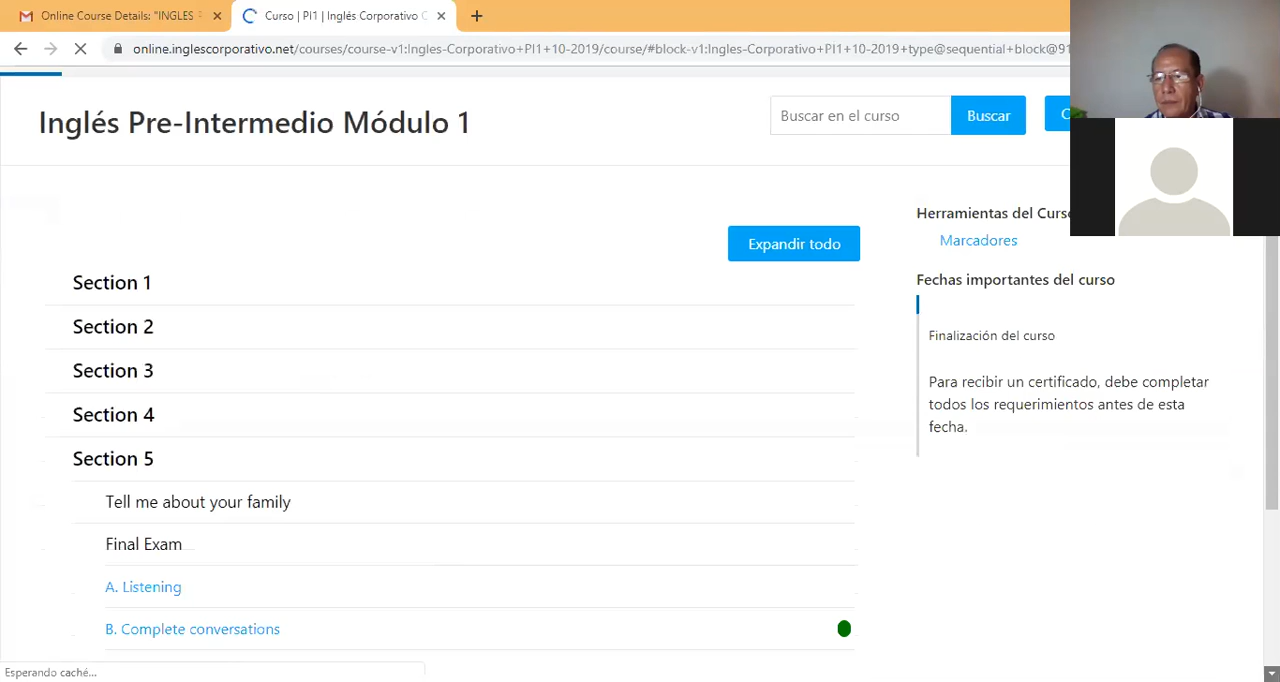 Online Course Details: "INGLES
Curso | PI1 | Inglés Corporativo
online.inglescorporativo.net/courses/course-v1:Ingles-Corporativo+PI1+10-2019/course/#block-v1:Ingles-Corporativo+PI1+10-2019+type@sequential+block@91
Inglés Pre-Intermedio Módulo 1
Buscar en el curso
Buscar
Expandir todo
Section 1
Section 2
Section 3
Section 4
Section 5
Tell me about your family
Final Exam
A. Listening
B. Complete conversations
Herramientas del Curso
Marcadores
Fechas importantes del curso
Finalización del curso
Para recibir un certificado, debe completar
todos los requerimientos antes de esta
fecha.
Esperando caché...